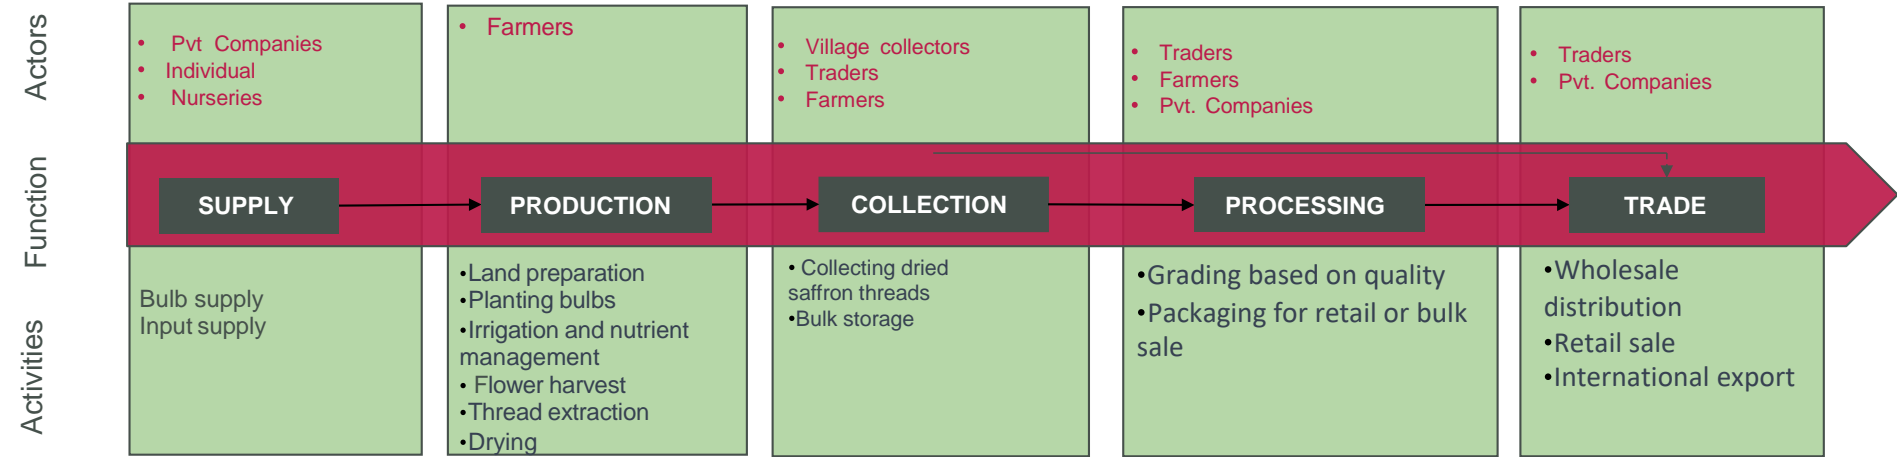 Actors
• Pvt Companies
• Individual
• Nurseries
• Farmers
• Village collectors
• Traders
• Farmers
• Traders
• Farmers
• Pvt. Companies
• Traders
• Pvt. Companies
Function
SUPPLY
PRODUCTION
COLLECTION
PROCESSING
TRADE
Activities
Bulb supply
Input supply
•Land preparation
•Planting bulbs
•Irrigation and nutrient
management
• Flower harvest
•Thread extraction
•Drying
• Collecting dried
saffron threads
•Bulk storage
•Grading based on quality
•Packaging for retail or bulk
sale
•Wholesale
distribution
•Retail sale
•International export